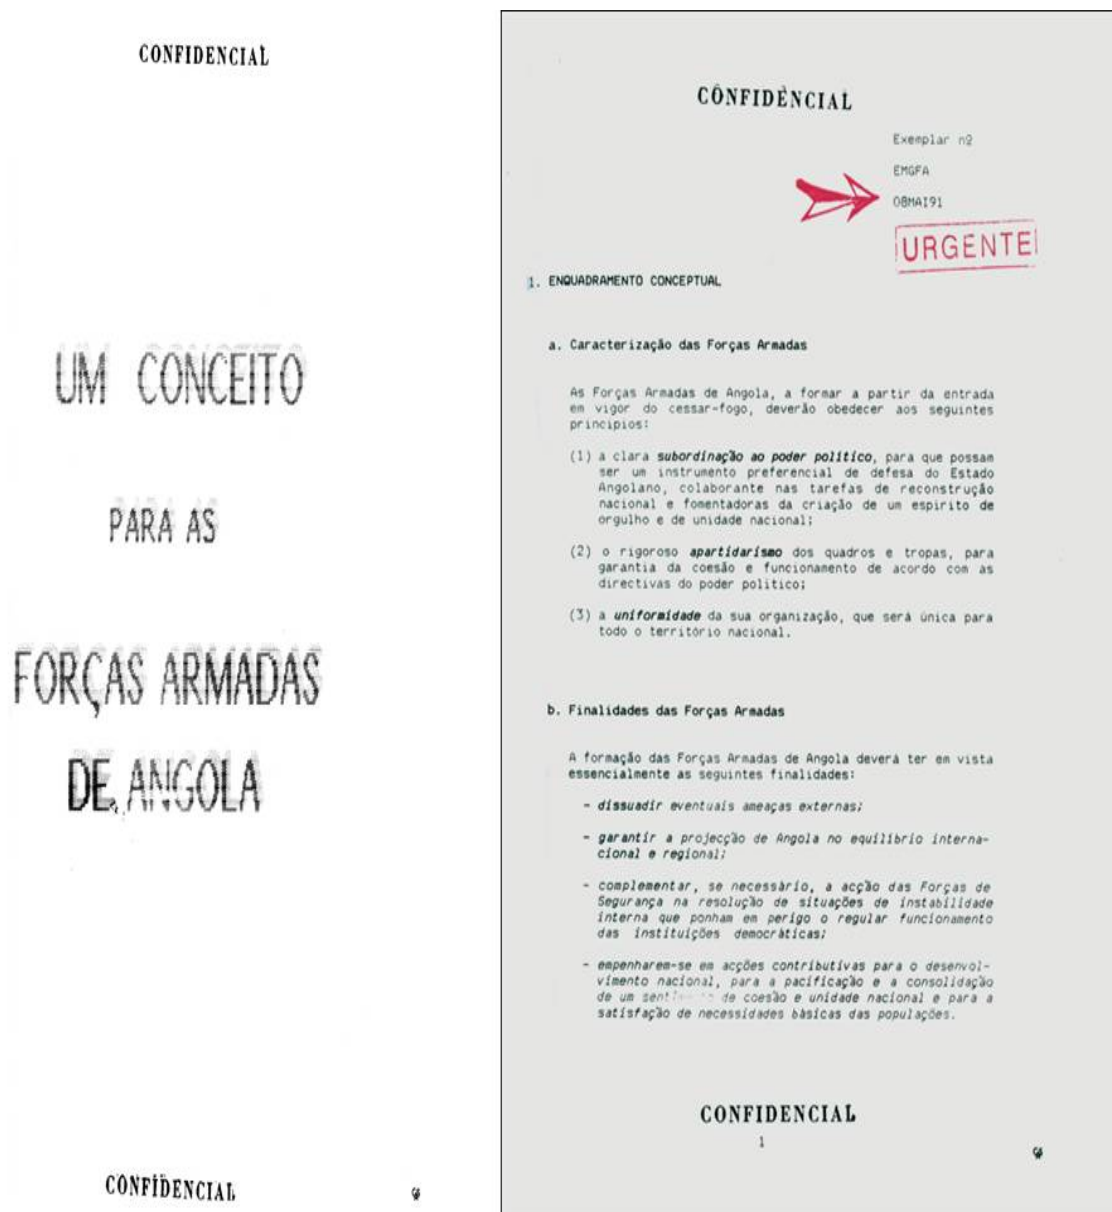 CONFIDENCIAL
UM CONCEITO
PARA AS
FORÇAS ARMADAS
DE ANGOLA
CONFIDENCIAL
CONFIDENCIAL
Exemplar nº
EMGFA
08MAI91
URGENTE
1. ENQUADRAMENTO CONCEPTUAL
a. Caracterização das Forças Armadas
As Forças Armadas de Angola, a formar a partir da entrada
em vigor do cessar-fogo, deverão obedecer aos seguintes
principios:
(1) a clara subordinação ao poder politico, para que possam
ser um instrumento preferencial de defesa do Estado
Angolano, colaborante nas tarefas de reconstrução
nacional e fomentadoras da criação de um espirito de
orgulho e de unidade nacional;
(2) o rigoroso apartidarismo dos quadros e tropas, para
garantia da coesão e funcionamento de acordo com as
directivas do poder politico;
(3) a uniformidade da sua organização, que será única para
todo o território nacional.
b. Finalidades das Forças Armadas
A formação das Forças Armadas de Angola deverá ter em vista
essencialmente as seguintes finalidades:
- dissuadir eventuais ameaças externas;
- garantir a projecção de Angola no equilibrio interna-
cional e regional;
- complementar, se necessário, a acção das Forças de
Segurança na resolução de situações de instabilidade
interna que ponham em perigo o regular funcionamento
das instituições democráticas;
- empenharem-se em acções contributivas para o desenvol-
vimento nacional, para a pacificação e a consolidação
de um de coesão e unidade nacional e para a
satisfação de necessidades básicas das populações.
CONFIDENCIAL
1